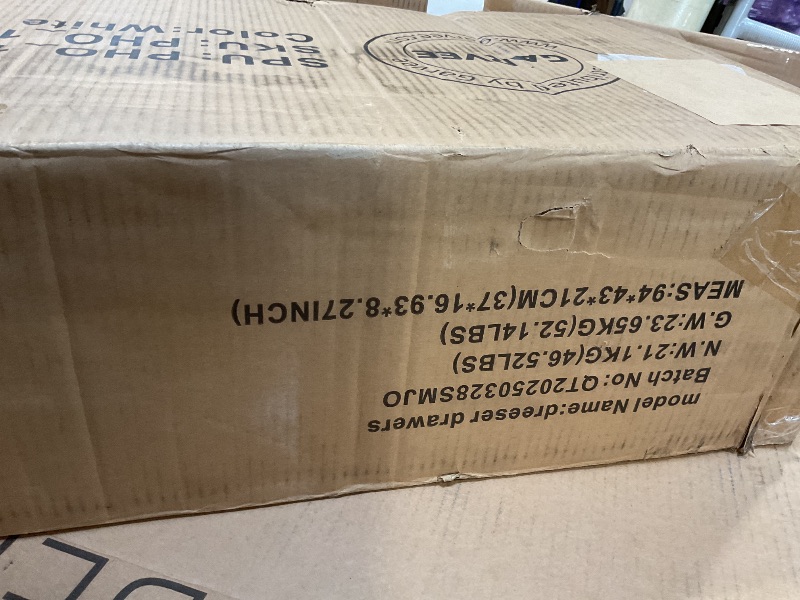 SPU: PHO-
SKU: PHO-
Color: White
GARVEE
model Name:dreeser drawers
Batch No:QT20250328SMJO
N.W:21.1KG(46.52LBS)
G.W:23.65KG(52.14LBS)
MEAS:94*43*21CM(37*16.93*8.27INCH)